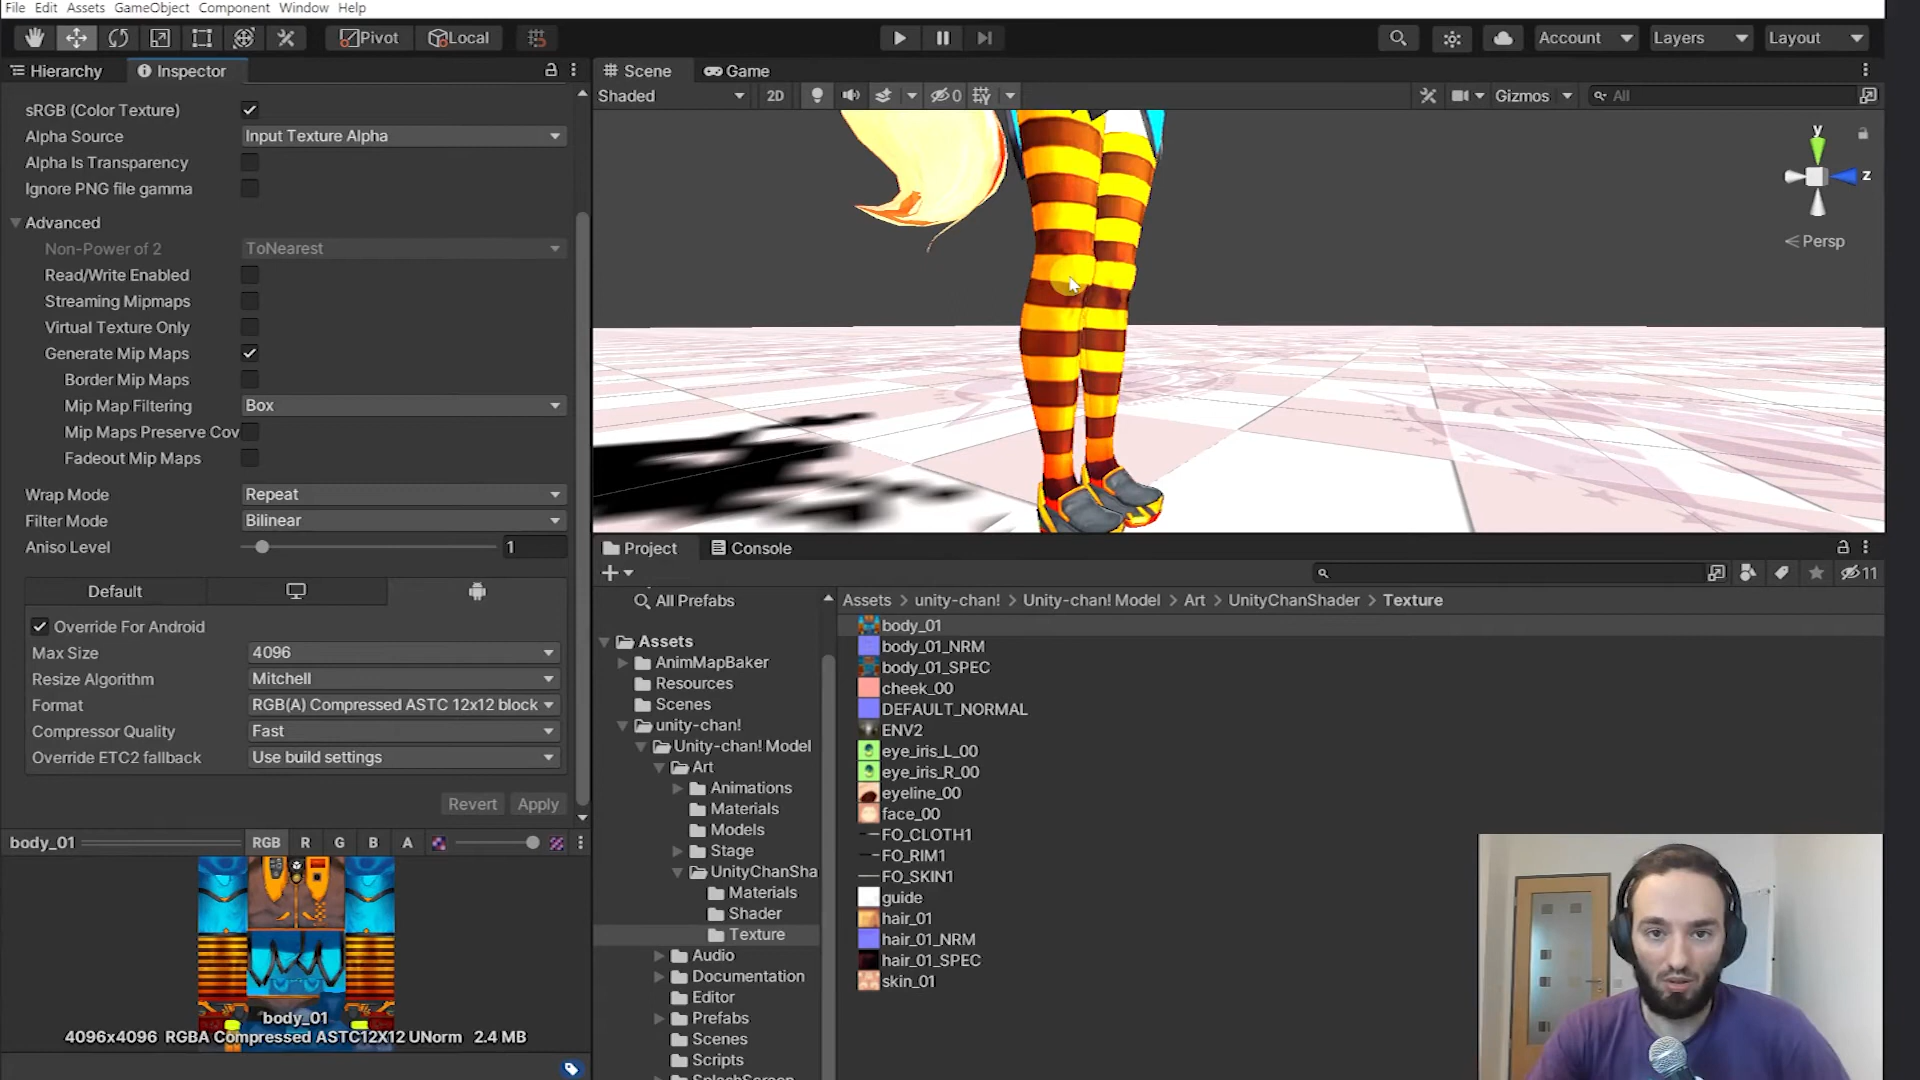 File Edit Assets GameObject Component Window Help
Pivot Local Account Layers Layout
Hierarchy Inspector
sRGB (Color Texture)
Alpha Source Input Texture Alpha
Alpha Is Transparency
Ignore PNG file gamma
Advanced
Non-Power of 2 ToNearest
Read/Write Enabled
Streaming Mipmaps
Virtual Texture Only
Generate Mip Maps
Border Mip Maps
Mip Map Filtering Box
Mip Maps Preserve Cov
Fadeout Mip Maps
Wrap Mode Repeat
Filter Mode Bilinear
Aniso Level 1
Default
Override For Android
Max Size 4096
Resize Algorithm Mitchell
Format RGB(A) Compressed ASTC 12x12 block
Compressor Quality Fast
Override ETC2 fallback Use build settings
Revert Apply
body_01 RGB R G B A
body_01
4096x4096 RGBA Compressed ASTC12X12 UNorm 2.4 MB
Scene Game
Shaded 2D 0 Gizmos All
y
z
Persp
Project Console
11
All Prefabs
Assets
AnimMapBaker
Resources
Scenes
unity-chan!
Unity-chan! Model
Art
Animations
Materials
Models
Stage
UnityChanSha
Materials
Shader
Texture
Audio
Documentation
Editor
Prefabs
Scenes
Scripts
SplashScreen
Assets > unity-chan! > Unity-chan! Model > Art > UnityChanShader > Texture
body_01
body_01_NRM
body_01_SPEC
cheek_00
DEFAULT_NORMAL
ENV2
eye_iris_L_00
eye_iris_R_00
eyeline_00
face_00
FO_CLOTH1
FO_RIM1
FO_SKIN1
guide
hair_01
hair_01_NRM
hair_01_SPEC
skin_01